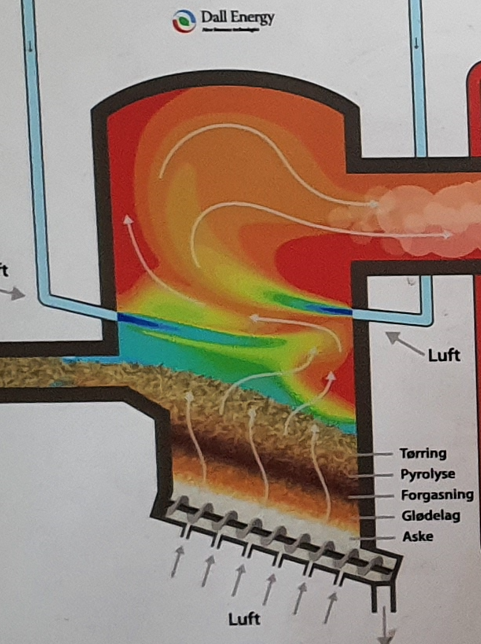 Dall Energy
Luft
Tørring
Pyrolyse
Forgasning
Glødelag
Aske
Luft